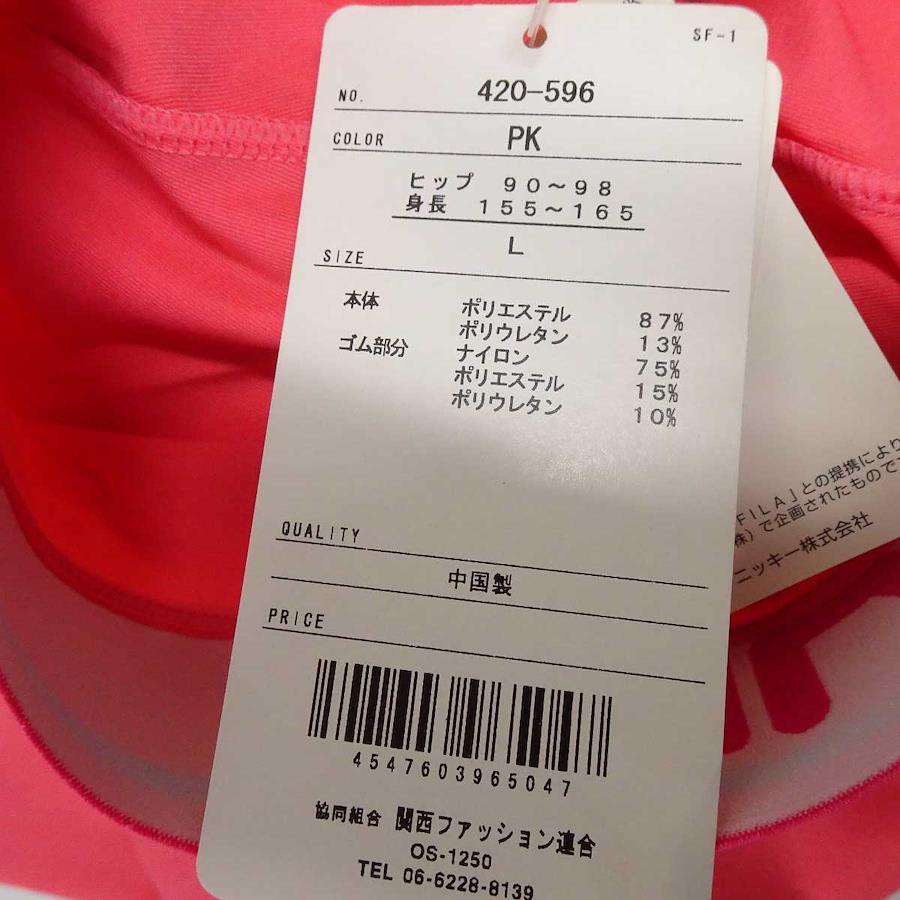 SF-1
NO. 420-596
COLOR PK
ヒップ 90～98
身長 155～165
SIZE L
本体 ポリエステル 87%
ポリウレタン 13%
ゴム部分 ナイロン 75%
ポリエステル 15%
ポリウレタン 10%
QUALITY
中国製
PRICE
4547603965047
協同組合 関西ファッション連合
OS-1250
TEL 06-6228-8139
FILA」との提携により
株)で企画されたもので
ニッキー株式会社